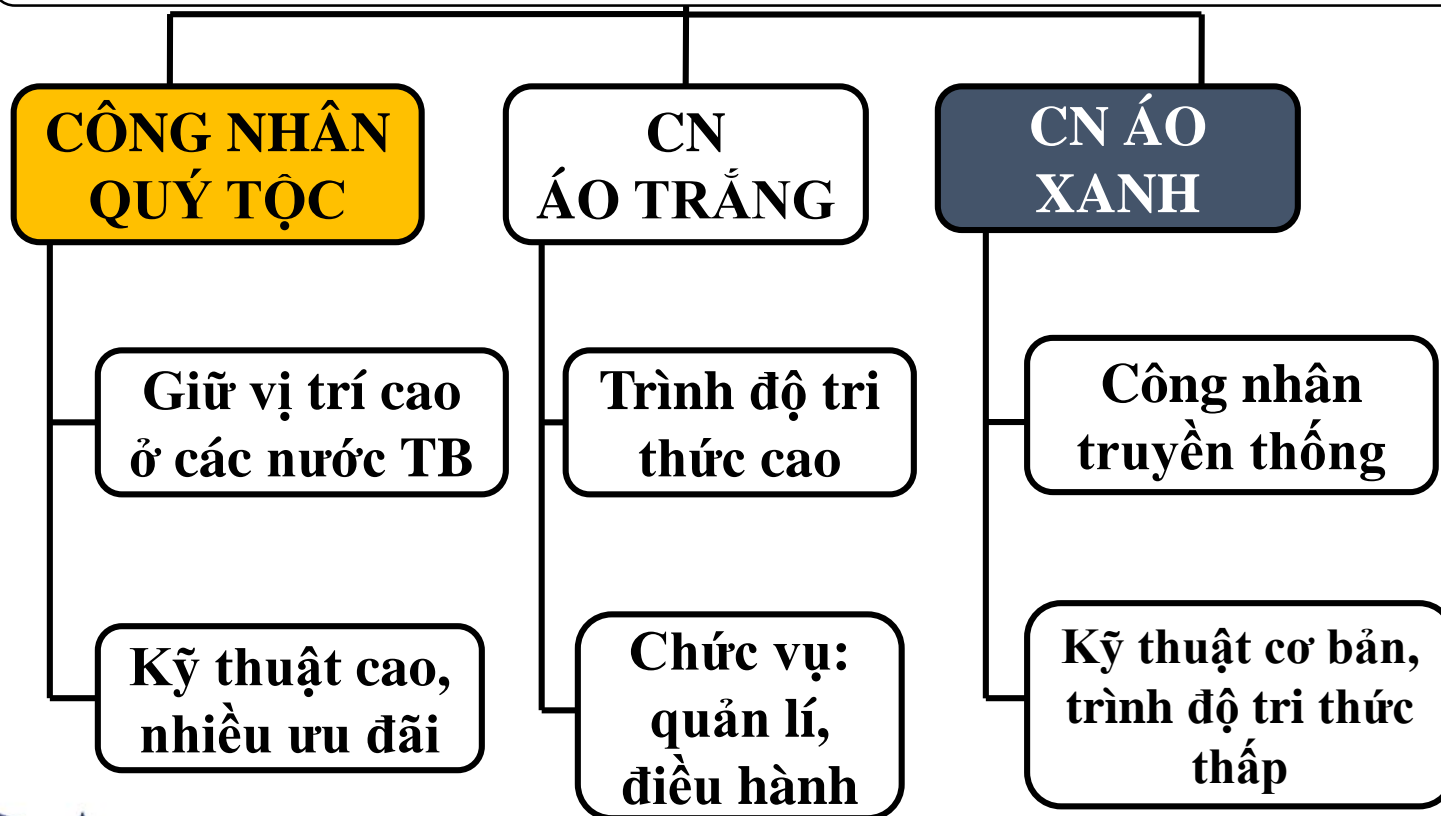 CÔNG NHÂN
QUÝ TỘC
Giữ vị trí cao
ở các nước TB
Kỹ thuật cao,
nhiều ưu đãi
CN
ÁO TRẮNG
Trình độ tri
thức cao
Chức vụ:
quản lí,
điều hành
CN ÁO
XANH
Công nhân
truyền thống
Kỹ thuật cơ bản,
trình độ tri thức
thấp